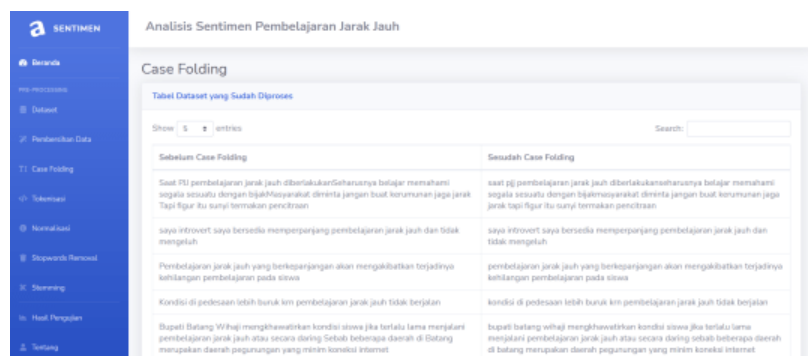 a SENTIMEN
Analisis Sentimen Pembelajaran Jarak Jauh
Beranda
PRE-PROCESSING
Dataset
Pembersihan Data
Case Folding
Tokenisasi
Normalisasi
Stopwords Removal
Stemming
Hasil Pengujian
Tentang
Case Folding
Tabel Dataset yang Sudah Diproses
Show 5 entries
Search:
Sebelum Case Folding
Sesudah Case Folding
Saat PJJ pembelajaran jarak jauh diberlakukanSeharusnya belajar memahami
segala sesuatu dengan bijakMasyarakat diminta jangan buat kerumunan jaga jarak
Tapi figur itu sunyi termakan pencitraan
saat pjj pembelajaran jarak jauh diberlakukanseharusnya belajar memahami
segala sesuatu dengan bijakmasyarakat diminta jangan buat kerumunan jaga
jarak tapi figur itu sunyi termakan pencitraan
saya introvert saya bersedia memperpanjang pembelajaran jarak jauh dan tidak
mengeluh
saya introvert saya bersedia memperpanjang pembelajaran jarak jauh dan
tidak mengeluh
Pembelajaran jarak jauh yang berkepanjangan akan mengakibatkan terjadinya
kehilangan pembelajaran pada siswa
pembelajaran jarak jauh yang berkepanjangan akan mengakibatkan terjadinya
kehilangan pembelajaran pada siswa
Kondisi di pedesaan lebih buruk krn pembelajaran jarak jauh tidak berjalan
kondisi di pedesaan lebih buruk krn pembelajaran jarak jauh tidak berjalan
Bupati Batang Wihaji mengkhawatirkan kondisi siswa jika terlalu lama menjalani
pembelajaran jarak jauh atau secara daring Sebab beberapa daerah di Batang
merupakan daerah pegunungan yang minim koneksi internet
bupati batang wihaji mengkhawatirkan kondisi siswa jika terlalu lama
menjalani pembelajaran jarak jauh atau secara daring sebab beberapa daerah
di batang merupakan daerah pegunungan yang minim koneksi internet